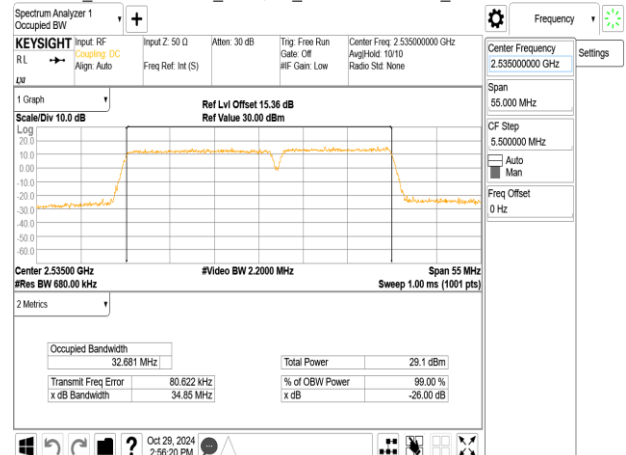 Spectrum Analyzer 1
Occupied BW
Frequency
KEYSIGHT
Input: RF
Input Z: 50 Ω
Atten: 30 dB
Trig: Free Run
Center Freq: 2.535000000 GHz
R L
Coupling: DC
Gate: Off
Avg|Hold: 10/10
Align: Auto
Freq Ref: Int (S)
#IF Gain: Low
Radio Std: None
Center Frequency
2.535000000 GHz
Settings
Span
55.000 MHz
CF Step
5.500000 MHz
Auto
Man
Freq Offset
0 Hz
1 Graph
Ref Lvl Offset 15.36 dB
Scale/Div 10.0 dB
Ref Value 30.00 dBm
Log
20.0
10.0
0.00
-10.0
-20.0
-30.0
-40.0
-50.0
-60.0
Center 2.53500 GHz
#Video BW 2.2000 MHz
Span 55 MHz
#Res BW 680.00 kHz
Sweep 1.00 ms (1001 pts)
2 Metrics
Occupied Bandwidth
32.681 MHz
Total Power
29.1 dBm
Transmit Freq Error
80.622 kHz
% of OBW Power
99.00 %
x dB Bandwidth
34.85 MHz
x dB
-26.00 dB
?
Oct 29, 2024
2:56:20 PM